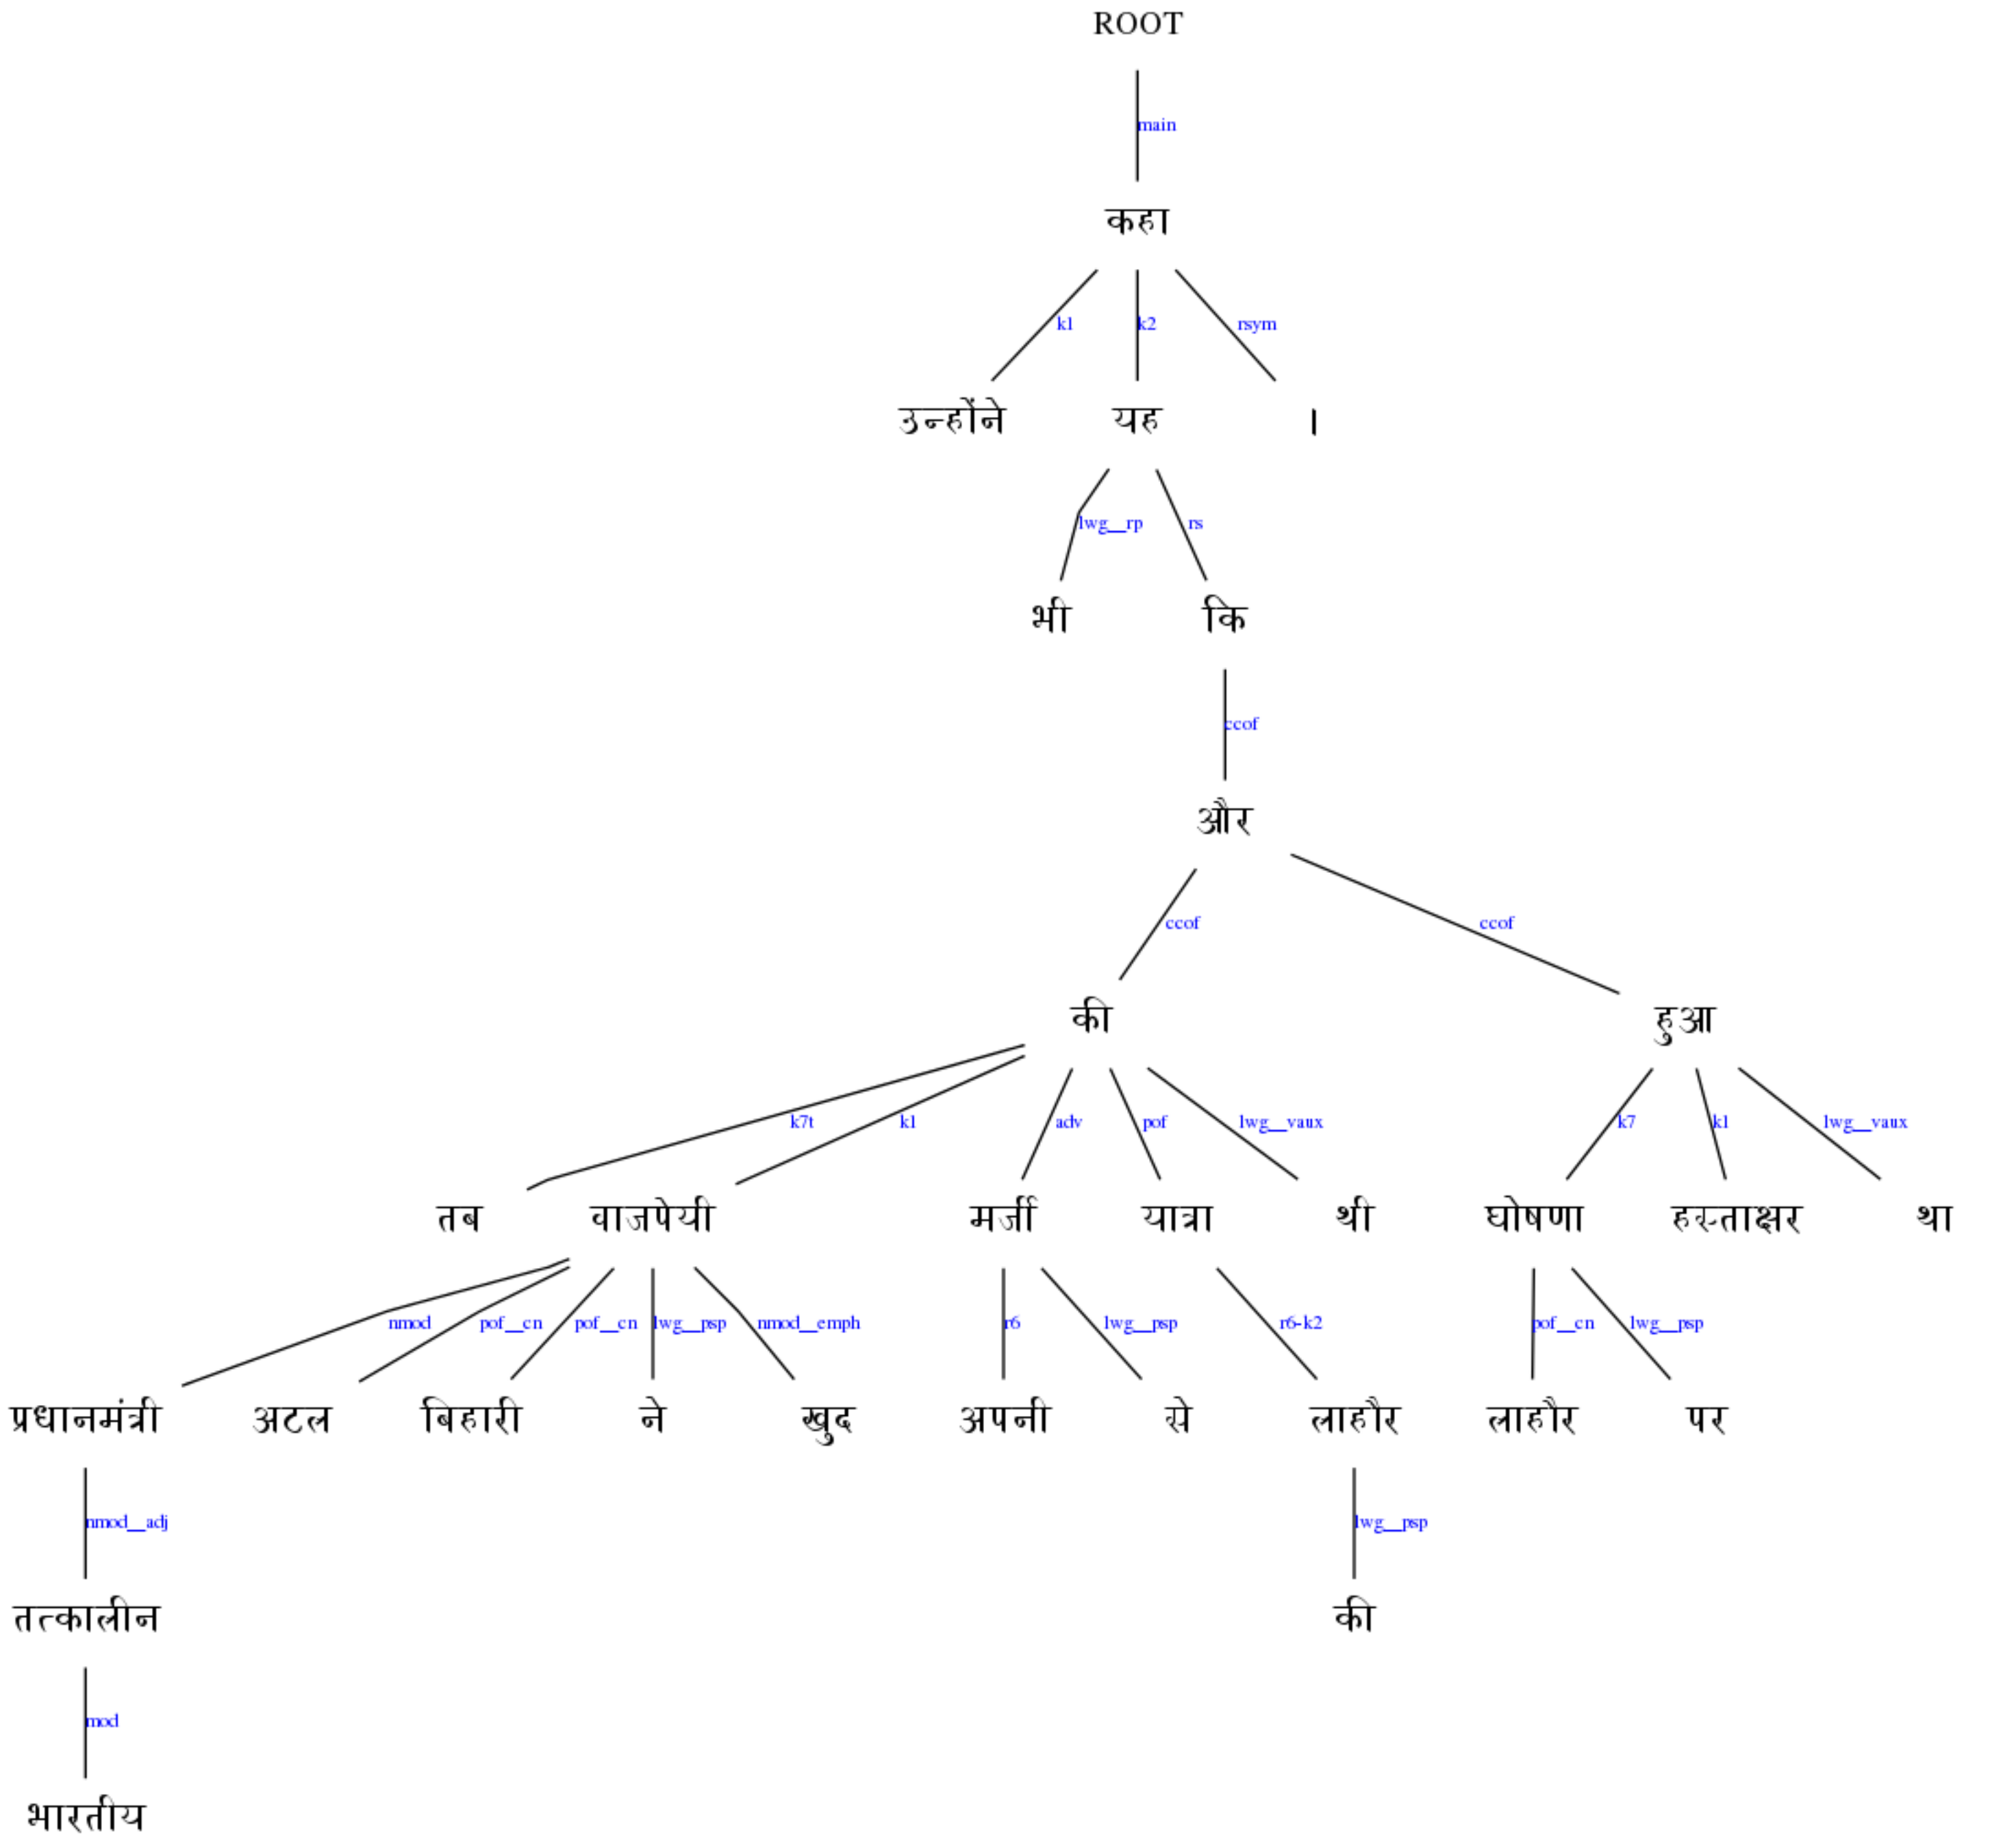 ROOT
main
कहा
k1 k2 rsym
उन्होंने यह ।
lwg__rp rs
भी कि
ccof
और
ccof ccof
की हुआ
k7t k1 adv pof lwg__vaux k7 k1 lwg__vaux
तब वाजपेयी मर्जी यात्रा थी घोषणा हस्ताक्षर था
nmod pof__cn pof__cn lwg__psp nmod__emph r6 lwg__psp r6-k2 pof__cn lwg__psp
प्रधानमंत्री अटल बिहारी ने खुद अपनी से लाहौर लाहौर पर
nmod__adj lwg__psp
तत्कालीन की
mod
भारतीय